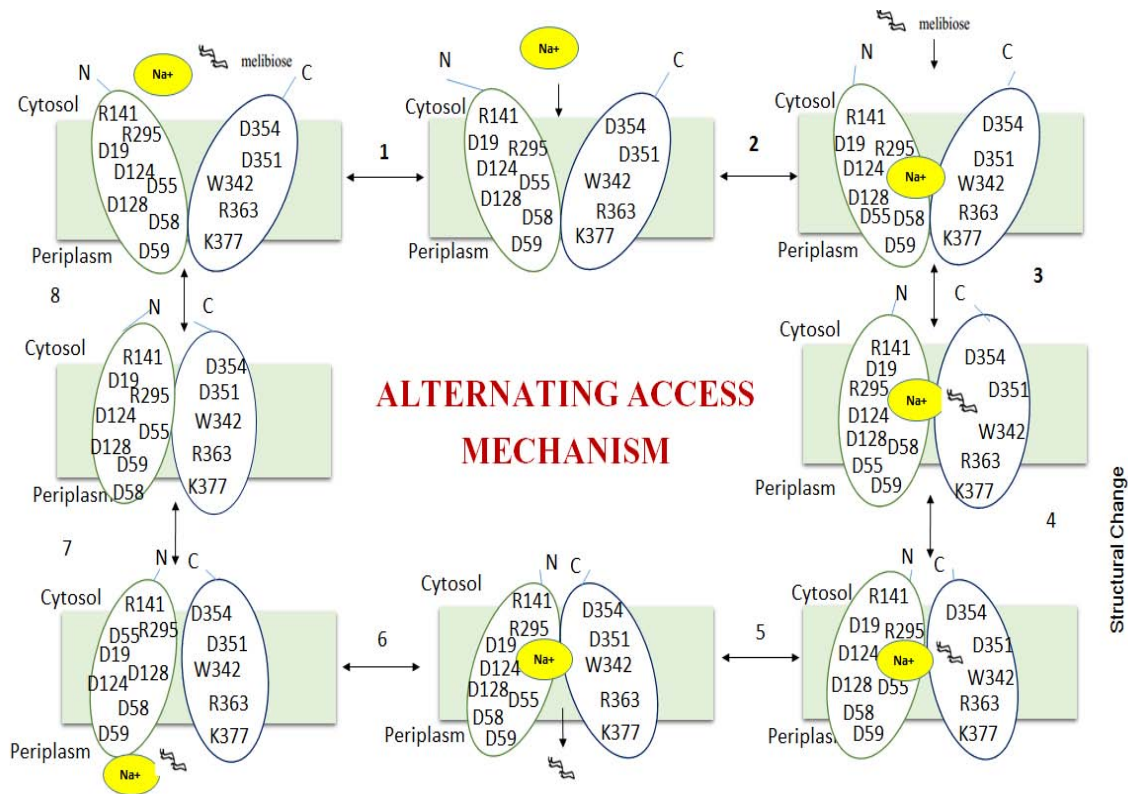 N
Na+
melibiose
C
Cytosol
R141
R295
D19
D124
D55
D128
D58
D59
D354
D351
W342
R363
K377
Periplasm
1
N
Na+
C
Cytosol
R141
D19
R295
D124
D55
D128
D58
D59
D354
D351
W342
R363
K377
Periplasm
2
melibiose
N
C
Cytosol
R141
D19
R295
D124
Na+
D128
D55
D58
D59
D354
D351
W342
R363
K377
Periplasm
8
3
N
C
Cytosol
R141
D19
R295
D124
D55
D128
D59
D58
D354
D351
W342
R363
K377
Periplasm
ALTERNATING ACCESS
MECHANISM
N
C
Cytosol
R141
D19
R295
Na+
D124
D128
D58
D55
D59
D354
D351
W342
R363
K377
Periplasm
7
4
Structural Change
N
C
Cytosol
R141
D55
R295
D19
D128
D124
D58
D59
D354
D351
W342
R363
K377
Periplasm
Na+
6
N
C
Cytosol
R141
R295
D19
D124
Na+
D128
D55
D58
D59
D354
D351
W342
R363
K377
Periplasm
5
N
C
Cytosol
R141
D19
R295
D124
Na+
D128
D55
D58
D59
D354
D351
W342
R363
K377
Periplasm